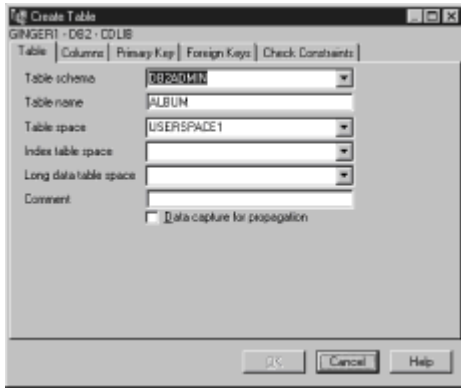 Create Table
GINGER1 - DB2 - CDLIB
Table Columns Primary Key Foreign Keys Check Constraints
Table schema DB2ADMIN
Table name ALBUM
Table space USERSPACE1
Index table space
Long data table space
Comment
Data capture for propagation
OK Cancel Help